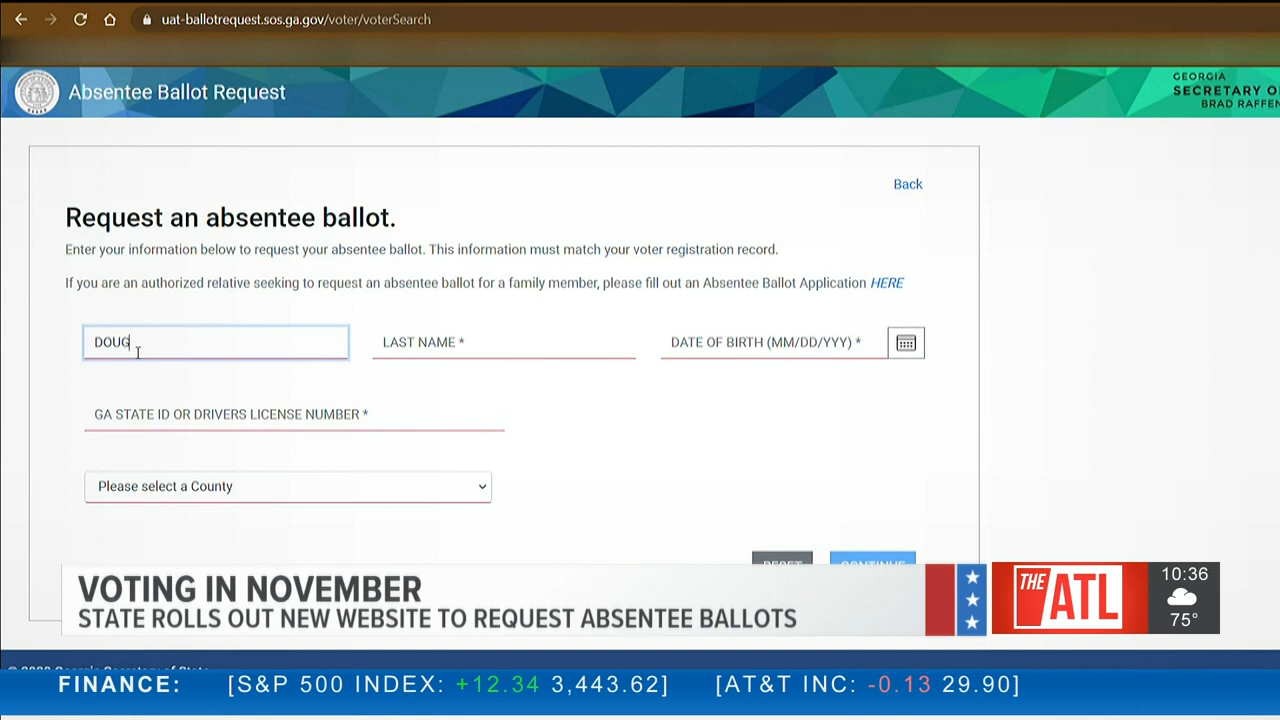 uat-ballotrequest.sos.ga.gov/voter/voterSearch
Absentee Ballot Request
GEORGIA
SECRETARY O
BRAD RAFFEN
Back
Request an absentee ballot.
Enter your information below to request your absentee ballot. This information must match your voter registration record.
If you are an authorized relative seeking to request an absentee ballot for a family member, please fill out an Absentee Ballot Application HERE
DOUG
LAST NAME *
DATE OF BIRTH (MM/DD/YYY) *
GA STATE ID OR DRIVERS LICENSE NUMBER *
Please select a County
RESET
CONTINUE
VOTING IN NOVEMBER
STATE ROLLS OUT NEW WEBSITE TO REQUEST ABSENTEE BALLOTS
THE ATL
10:36
75°
FINANCE: [S&P 500 INDEX: +12.34 3,443.62] [AT&T INC: -0.13 29.90]